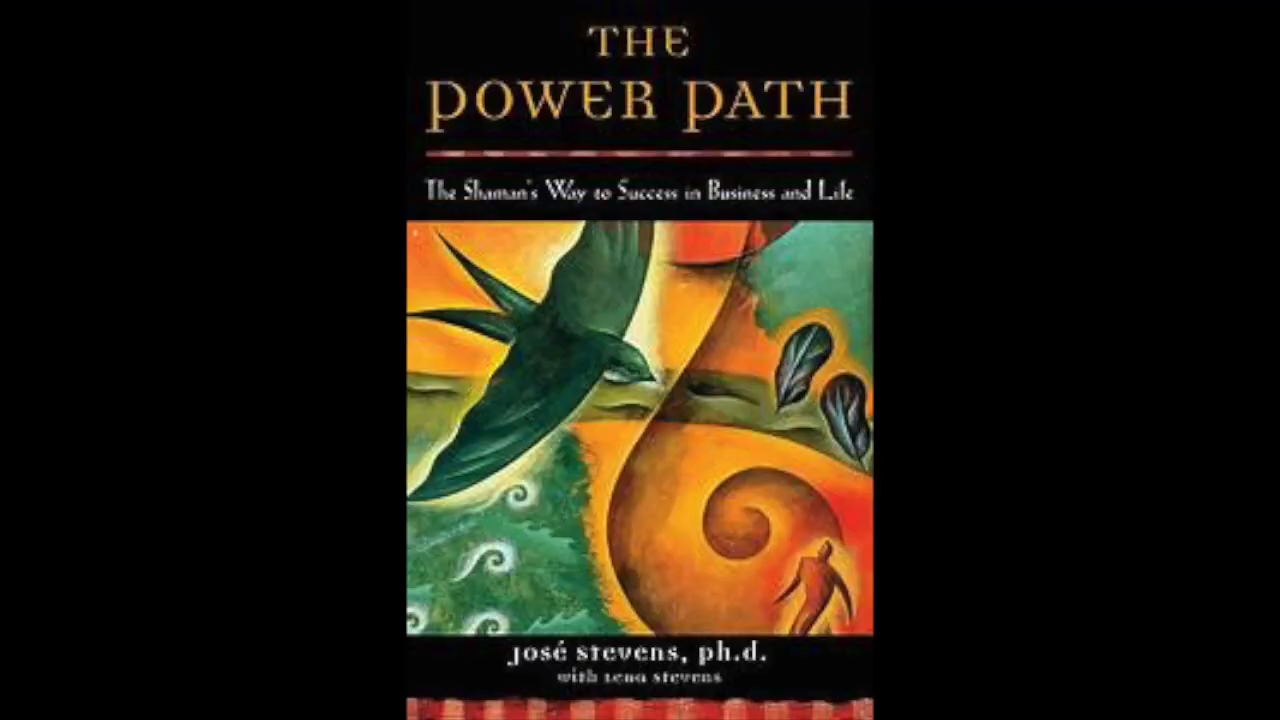 THE
POWER PATH
The Shaman's Way to Success in Business and Life
José Stevens, ph.d.
with Lena Stevens